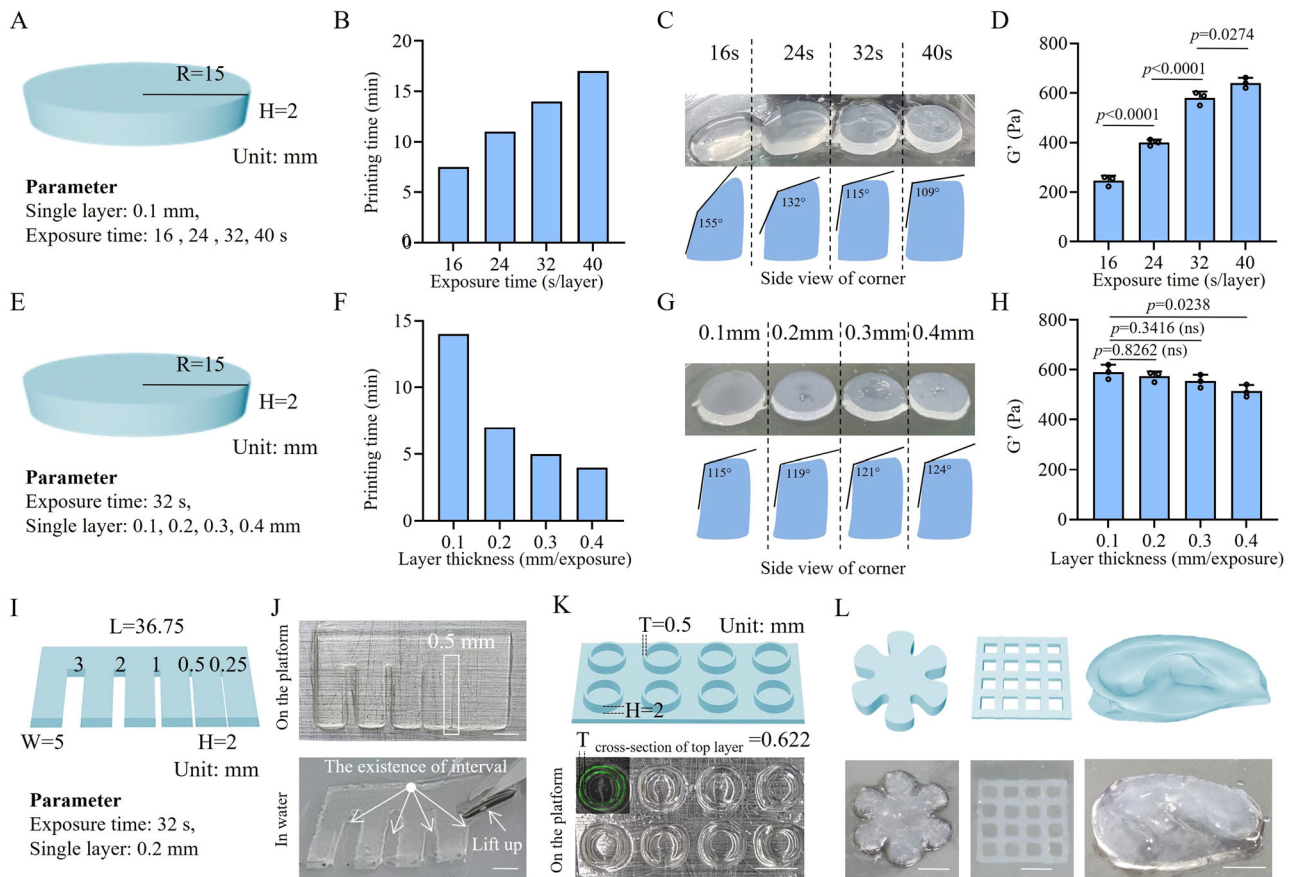 A
R=15
H=2
Unit: mm
Parameter
Single layer: 0.1 mm,
Exposure time: 16 , 24 , 32, 40 s
B
Printing time (min)
20
15
10
5
0
0
16 24 32 40
Exposure time (s/layer)
C
16s 24s 32s 40s
155° 132° 115° 109°
Side view of corner
D
G’ (Pa)
800
600
400
200
0
p<0.0001
p<0.0001
p=0.0274
16 24 32 40
Exposure time (s/layer)
E
R=15
H=2
Unit: mm
Parameter
Exposure time: 32 s,
Single layer: 0.1, 0.2, 0.3, 0.4 mm
F
Printing time (min)
15
10
5
0
0.1 0.2 0.3 0.4
Layer thickness (mm/exposure)
G
0.1mm 0.2mm 0.3mm 0.4mm
115° 119° 121° 124°
Side view of corner
H
G’ (Pa)
800
600
400
200
0
p=0.0238
p=0.3416 (ns)
p=0.8262 (ns)
0.1 0.2 0.3 0.4
Layer thickness (mm/exposure)
I
L=36.75
3 2 1 0.5 0.25
W=5 H=2
Unit: mm
Parameter
Exposure time: 32 s,
Single layer: 0.2 mm
J
On the platform
0.5 mm
In water
The existence of interval
Lift up
K
T=0.5 Unit: mm
H=2
T cross-section of top layer =0.622
On the platform
L